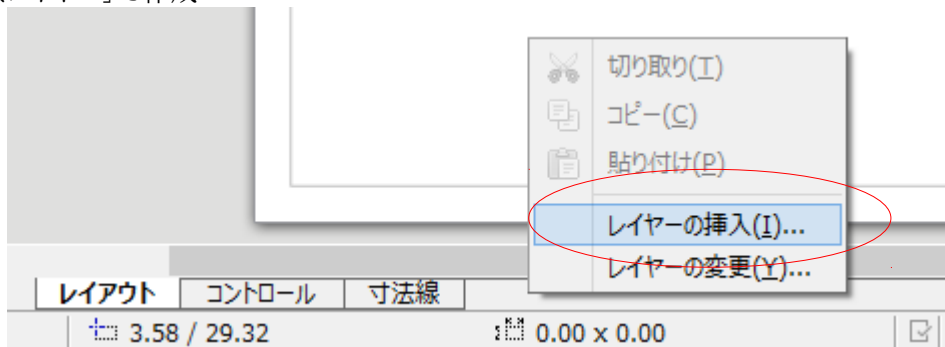 切り取り(T)
コピー(C)
貼り付け(P)
レイヤーの挿入(I)...
レイヤーの変更(Y)...
レイアウト コントロール 寸法線
3.58 / 29.32 0.00 x 0.00